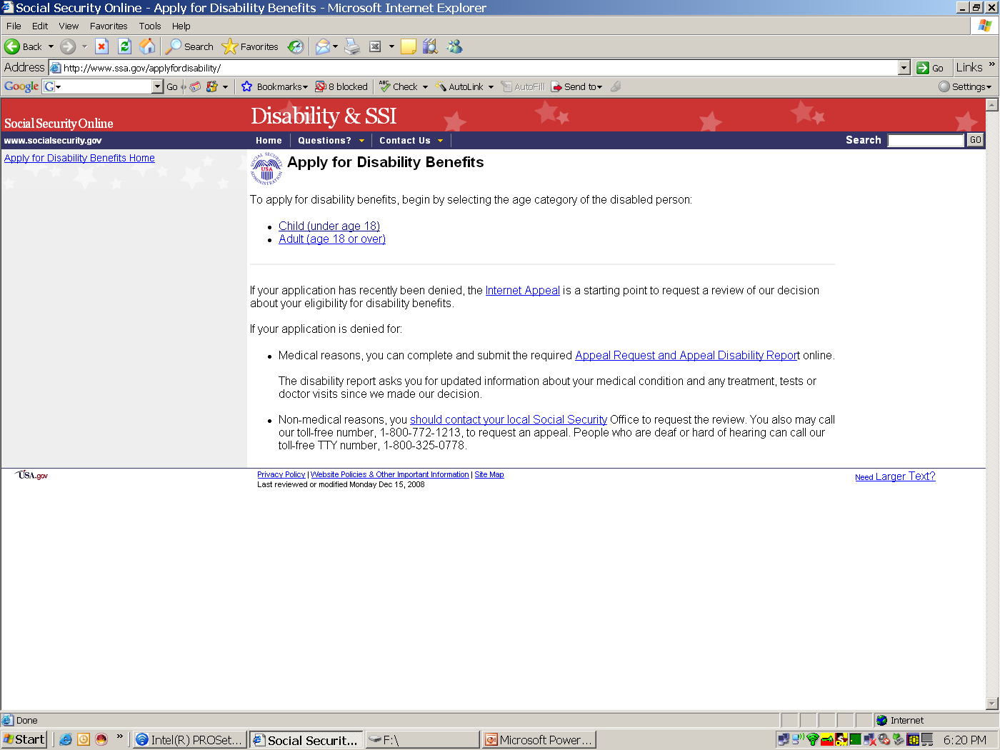 Social Security Online - Apply for Disability Benefits - Microsoft Internet Explorer
File Edit View Favorites Tools Help
Back Search Favorites
Address http://www.ssa.gov/applyfordisability/ Go Links »
Google G Go Bookmarks 8 blocked ABC Check AutoLink AutoFill Send to Settings
Social Security Online Disability & SSI
www.socialsecurity.gov Home Questions? Contact Us Search GO
Apply for Disability Benefits Home
SOCIAL SECURITY ADMINISTRATION USA
Apply for Disability Benefits
To apply for disability benefits, begin by selecting the age category of the disabled person:
• Child (under age 18)
• Adult (age 18 or over)
If your application has recently been denied, the Internet Appeal is a starting point to request a review of our decision
about your eligibility for disability benefits.
If your application is denied for:
• Medical reasons, you can complete and submit the required Appeal Request and Appeal Disability Report online.
The disability report asks you for updated information about your medical condition and any treatment, tests or
doctor visits since we made our decision.
• Non-medical reasons, you should contact your local Social Security Office to request the review. You also may call
our toll-free number, 1-800-772-1213, to request an appeal. People who are deaf or hard of hearing can call our
toll-free TTY number, 1-800-325-0778.
USA.gov Privacy Policy | Website Policies & Other Important Information | Site Map Need Larger Text?
Last reviewed or modified Monday Dec 15, 2008
Done Internet
Start » Intel(R) PROSet... Social Securit... F:\ Microsoft Power... 6:20 PM